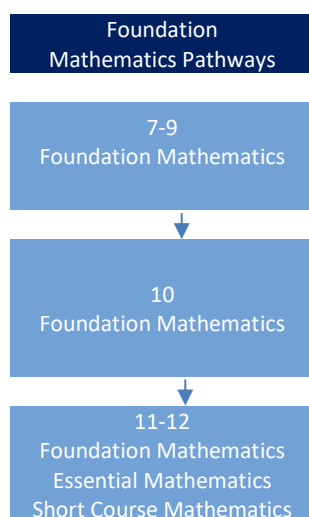 Foundation
Mathematics Pathways
7-9
Foundation Mathematics
10
Foundation Mathematics
11-12
Foundation Mathematics
Essential Mathematics
Short Course Mathematics